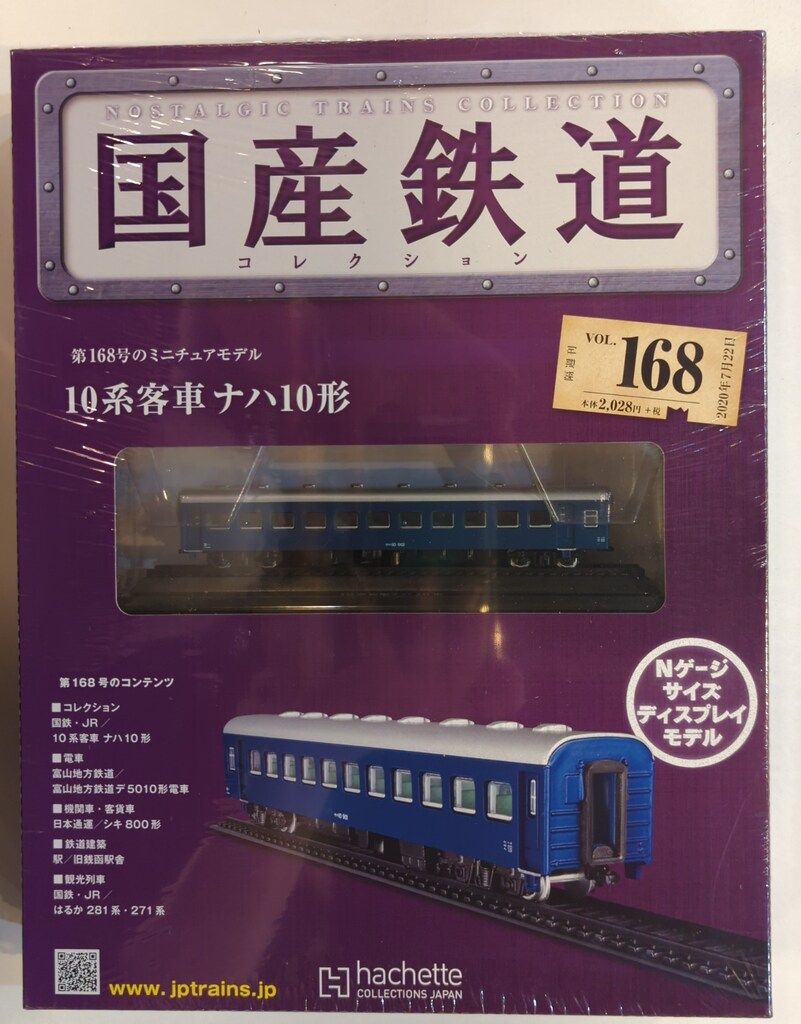 NOSTALGIC TRAINS COLLECTION
国産鉄道
コレクション
第168号のミニチュアモデル
10系客車 ナハ10形
隔週刊
VOL. 168
本体2,028円+税
2020年7月22日
Nゲージ
サイズ
ディスプレイ
モデル
第168号のコンテンツ
■コレクション
国鉄・JR/
10系客車 ナハ10形
■電車
富山地方鉄道/
富山地方鉄道デ5010形電車
■機関車・客貨車
日本通運/シキ800形
■鉄道建築
駅/旧銭函駅舎
■観光列車
国鉄・JR/
はるか 281系・271系
www.jptrains.jp
hachette
COLLECTIONS JAPAN